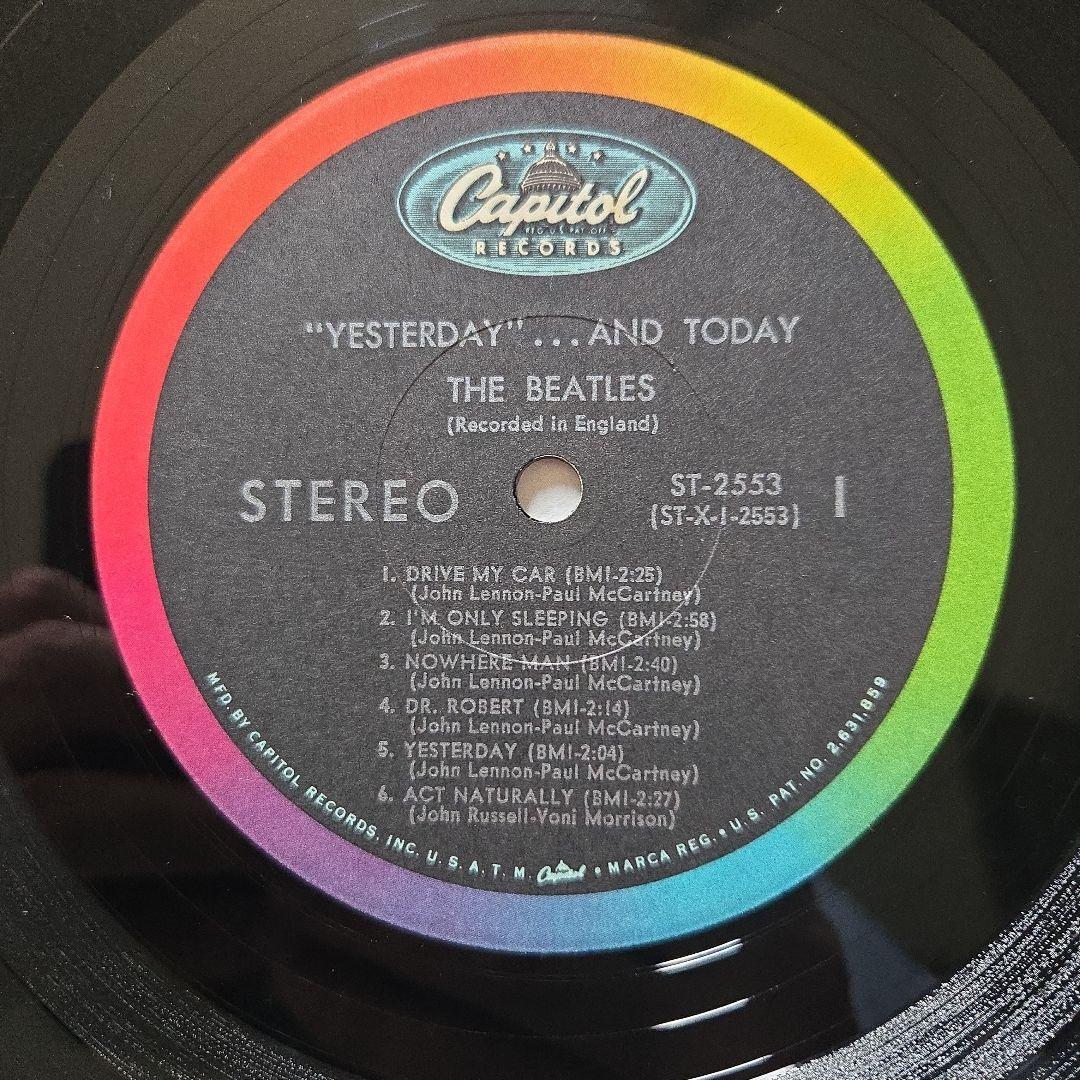 Capitol
REG. U.S. PAT. OFF.
RECORDS
"YESTERDAY"...AND TODAY
THE BEATLES
(Recorded in England)
STEREO
ST-2553
(ST-X-1-2553)
1
1. DRIVE MY CAR (BMI-2:25)
(John Lennon-Paul McCartney)
2. I'M ONLY SLEEPING (BMI-2:58)
(John Lennon-Paul McCartney)
3. NOWHERE MAN (BMI-2:40)
(John Lennon-Paul McCartney)
4. DR. ROBERT (BMI-2:14)
(John Lennon-Paul McCartney)
5. YESTERDAY (BMI-2:04)
(John Lennon-Paul McCartney)
6. ACT NATURALLY (BMI-2:27)
(John Russell-Voni Morrison)
MFD. BY CAPITOL RECORDS, INC. U.S.A. T.M. Capitol • MARCA REG. • U.S. PAT. NO. 2,631,859